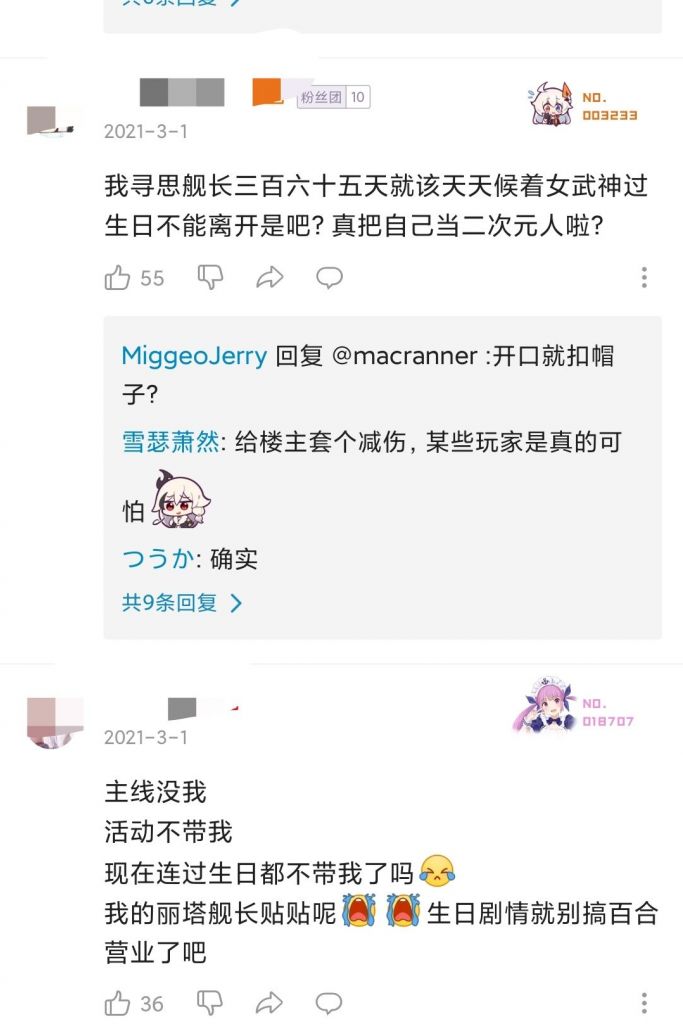 共6条回复 >
粉丝团 10
NO.
003233
2021-3-1
我寻思舰长三百六十五天就该天天候着女武神过
生日不能离开是吧? 真把自己当二次元人啦?
55
MiggeoJerry 回复 @macranner :开口就扣帽
子?
雪瑟萧然: 给楼主套个减伤, 某些玩家是真的可
怕
つうか: 确实
共9条回复 >
NO.
018707
2021-3-1
主线没我
活动不带我
现在连过生日都不带我了吗
我的丽塔舰长贴贴呢 生日剧情就别搞百合
营业了吧
36